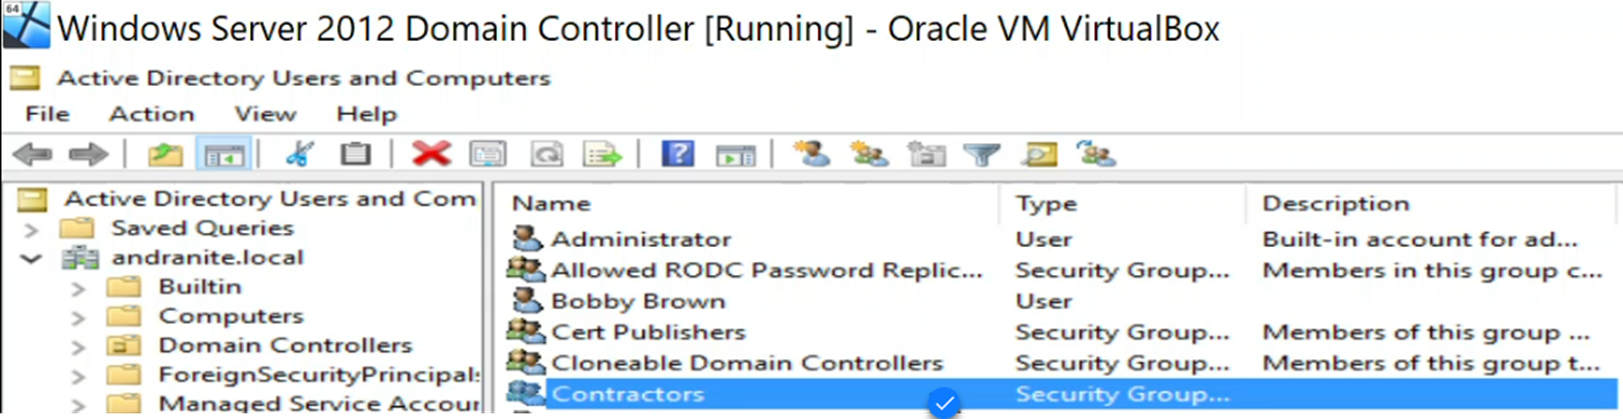 64
Windows Server 2012 Domain Controller [Running] - Oracle VM VirtualBox
Active Directory Users and Computers
File Action View Help
Active Directory Users and Com
Saved Queries
andranite.local
Builtin
Computers
Domain Controllers
ForeignSecurityPrincipals
Managed Service Accour
Name Type Description
Administrator User Built-in account for ad...
Allowed RODC Password Replic... Security Group... Members in this group c...
Bobby Brown User
Cert Publishers Security Group... Members of this group ...
Cloneable Domain Controllers Security Group... Members of this group t...
Contractors Security Group...